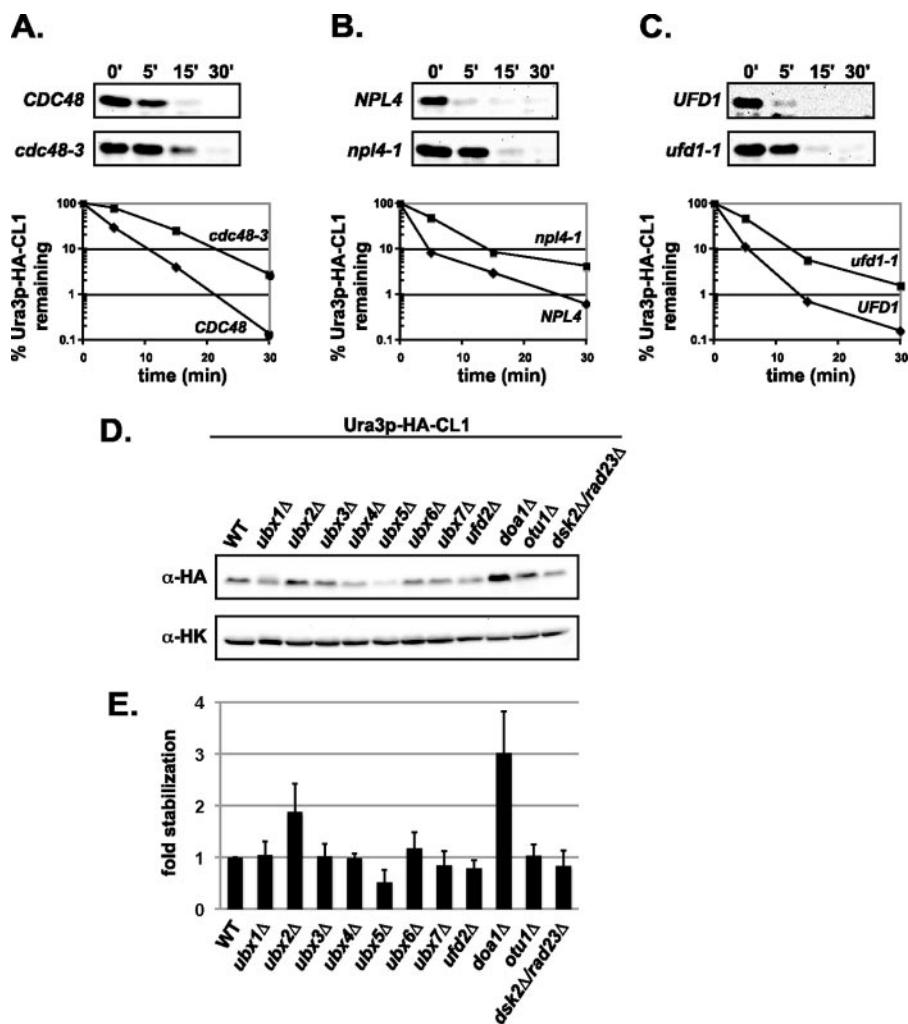 A.
0' 5' 15' 30'
CDC48
cdc48-3
% Ura3p-HA-CL1
remaining
100
10
1
0.1
cdc48-3
CDC48
0 10 20 30
time (min)
B.
0' 5' 15' 30'
NPL4
npl4-1
% Ura3p-HA-CL1
remaining
100
10
1
0.1
npl4-1
NPL4
0 10 20 30
time (min)
C.
0' 5' 15' 30'
UFD1
ufd1-1
% Ura3p-HA-CL1
remaining
100
10
1
0.1
ufd1-1
UFD1
0 10 20 30
time (min)
D.
Ura3p-HA-CL1
WT ubx1Δ ubx2Δ ubx3Δ ubx4Δ ubx5Δ ubx6Δ ubx7Δ ufd2Δ doa1Δ otu1Δ dsk2Δ/rad23Δ
α-HA
α-HK
E.
fold stabilization
4
3
2
1
0
WT ubx1Δ ubx2Δ ubx3Δ ubx4Δ ubx5Δ ubx6Δ ubx7Δ ufd2Δ doa1Δ otu1Δ dsk2Δ/rad23Δ